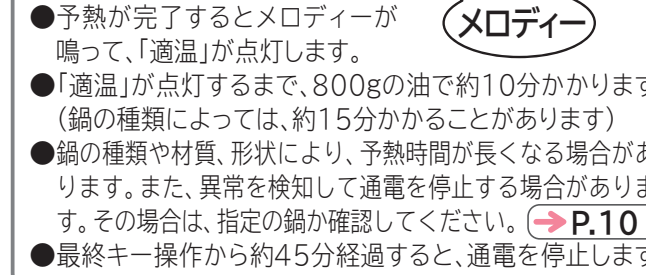 ●予熱が完了するとメロディーが
メロディー
鳴って、「適温」が点灯します。
●「適温」が点灯するまで、800gの油で約10分かかります
(鍋の種類によっては、約15分かかることがあります)
●鍋の種類や材質、形状により、予熱時間が長くなる場合があ
ります。また、異常を検知して通電を停止する場合がありま
す。その場合は、指定の鍋か確認してください。 →P.10
●最終キー操作から約45分経過すると、通電を停止します